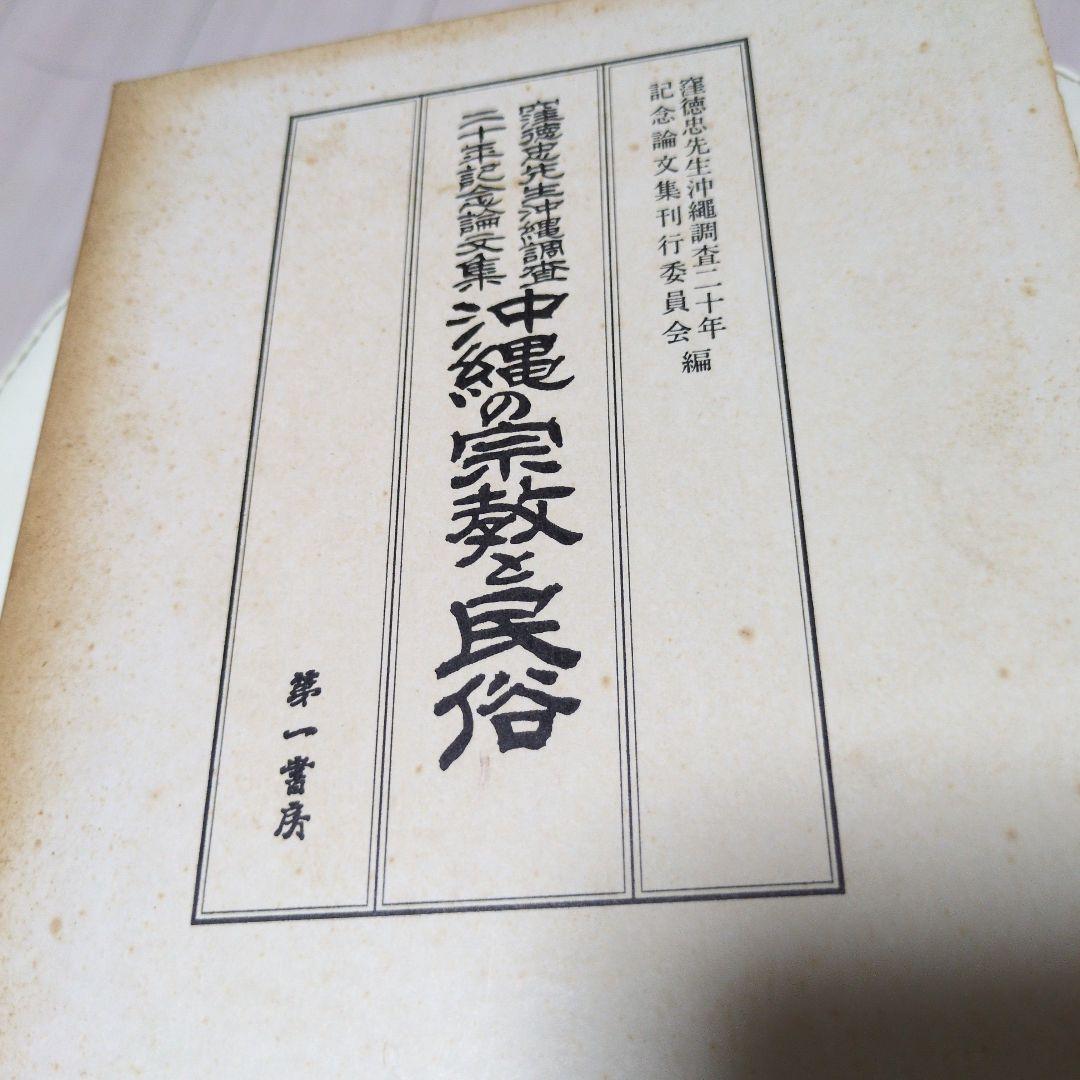 窪徳忠先生沖繩調査二十年
記念論文集刊行委員会 編
窪徳忠先生沖縄調査
二十年記念論文集
沖縄の宗教と民俗
第一書房